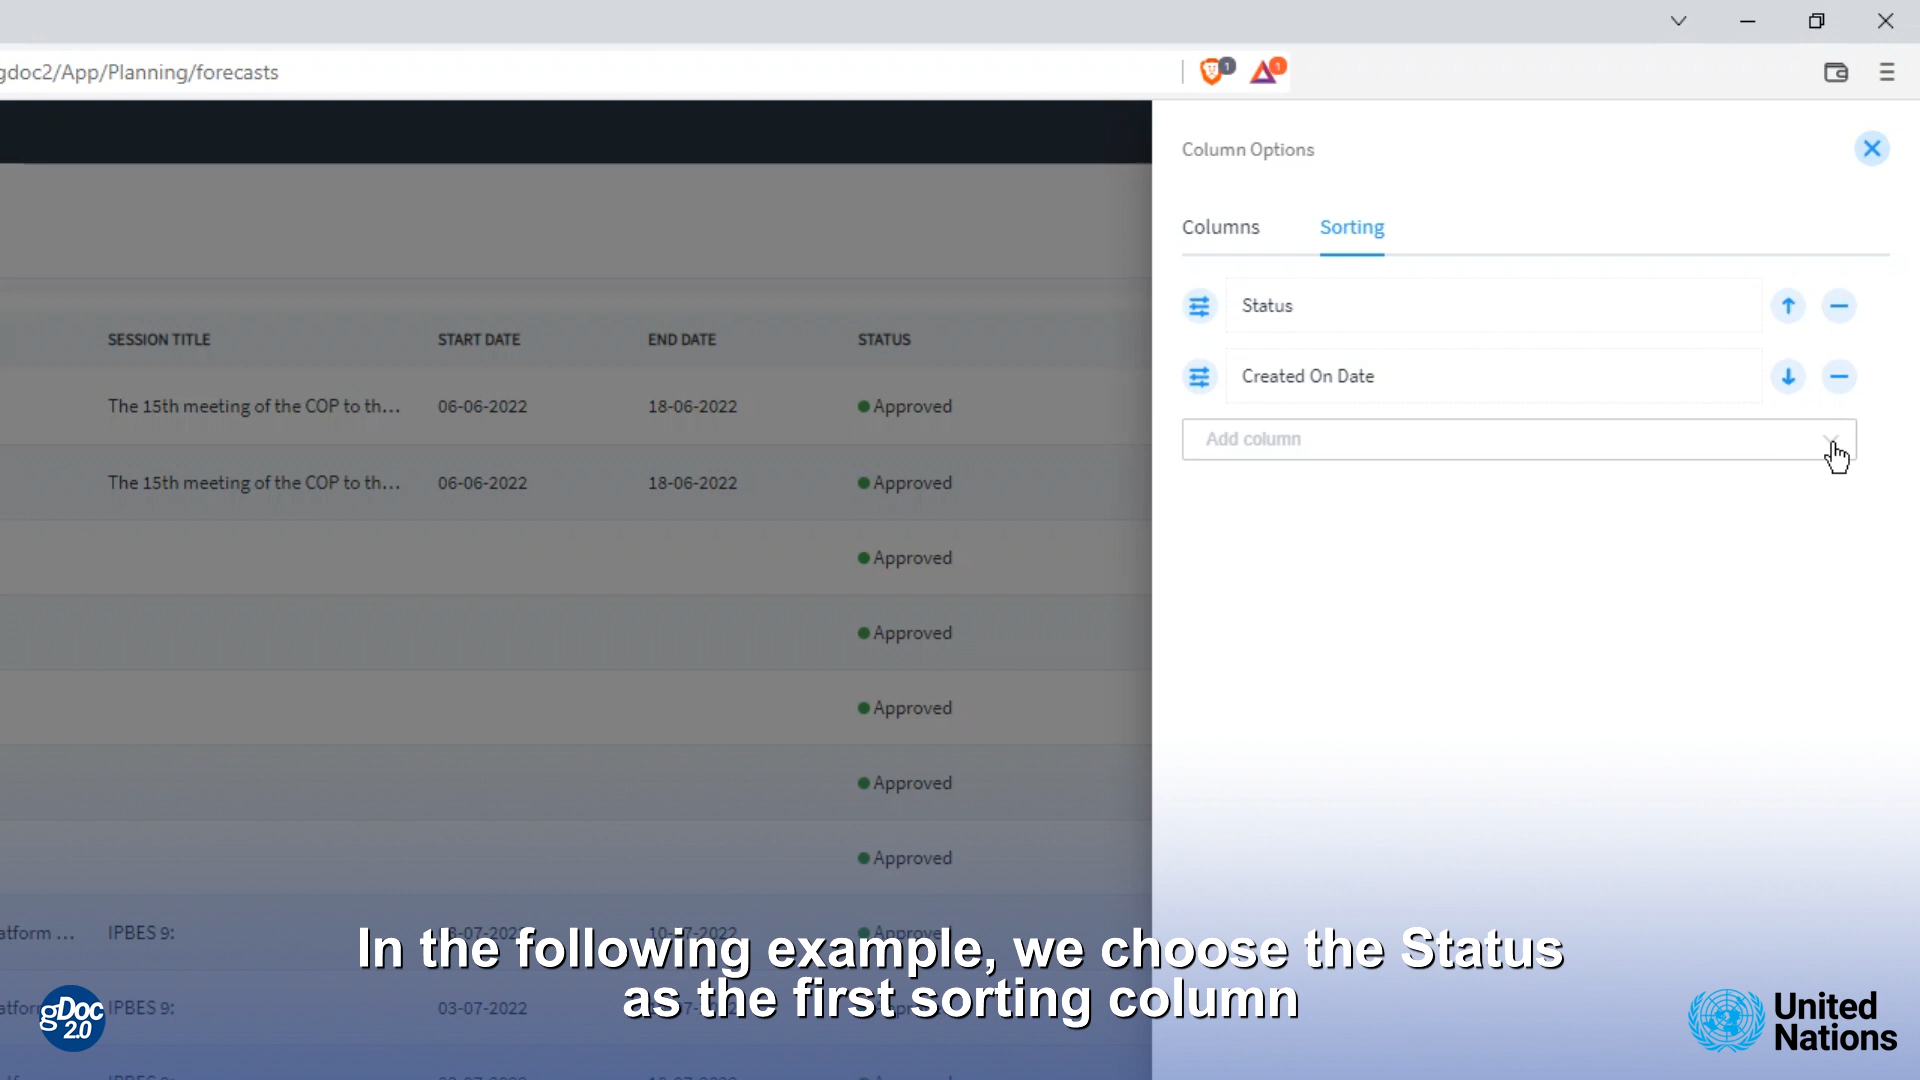 gdoc2/App/Planning/forecasts
1
1
Column Options
Columns
Sorting
Status
Created On Date
Add column
SESSION TITLE START DATE END DATE STATUS
The 15th meeting of the COP to th... 06-06-2022 18-06-2022 Approved
The 15th meeting of the COP to th... 06-06-2022 18-06-2022 Approved
Approved
Approved
Approved
Approved
Approved
atform ... IPBES 9: 10-07-2022 Approved
IPBES 9: 03-07-2022
In the following example, we choose the Status
as the first sorting column
gDoc
2.0
United
Nations